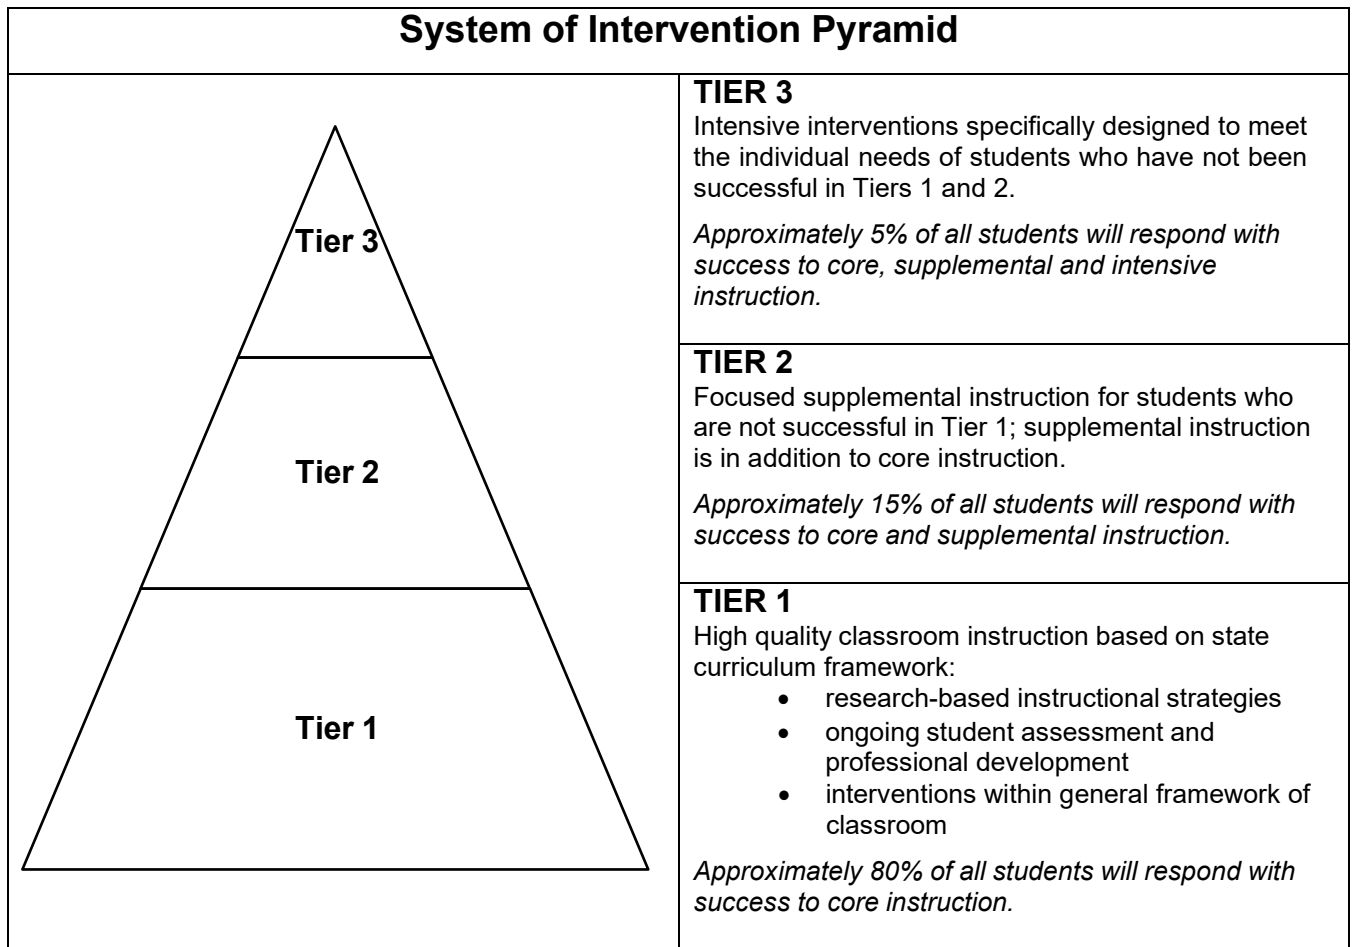 System of Intervention Pyramid
Tier 3
Tier 2
Tier 1
TIER 3
Intensive interventions specifically designed to meet
the individual needs of students who have not been
successful in Tiers 1 and 2.
Approximately 5% of all students will respond with
success to core, supplemental and intensive
instruction.
TIER 2
Focused supplemental instruction for students who
are not successful in Tier 1; supplemental instruction
is in addition to core instruction.
Approximately 15% of all students will respond with
success to core and supplemental instruction.
TIER 1
High quality classroom instruction based on state
curriculum framework:
• research-based instructional strategies
• ongoing student assessment and
professional development
• interventions within general framework of
classroom
Approximately 80% of all students will respond with
success to core instruction.